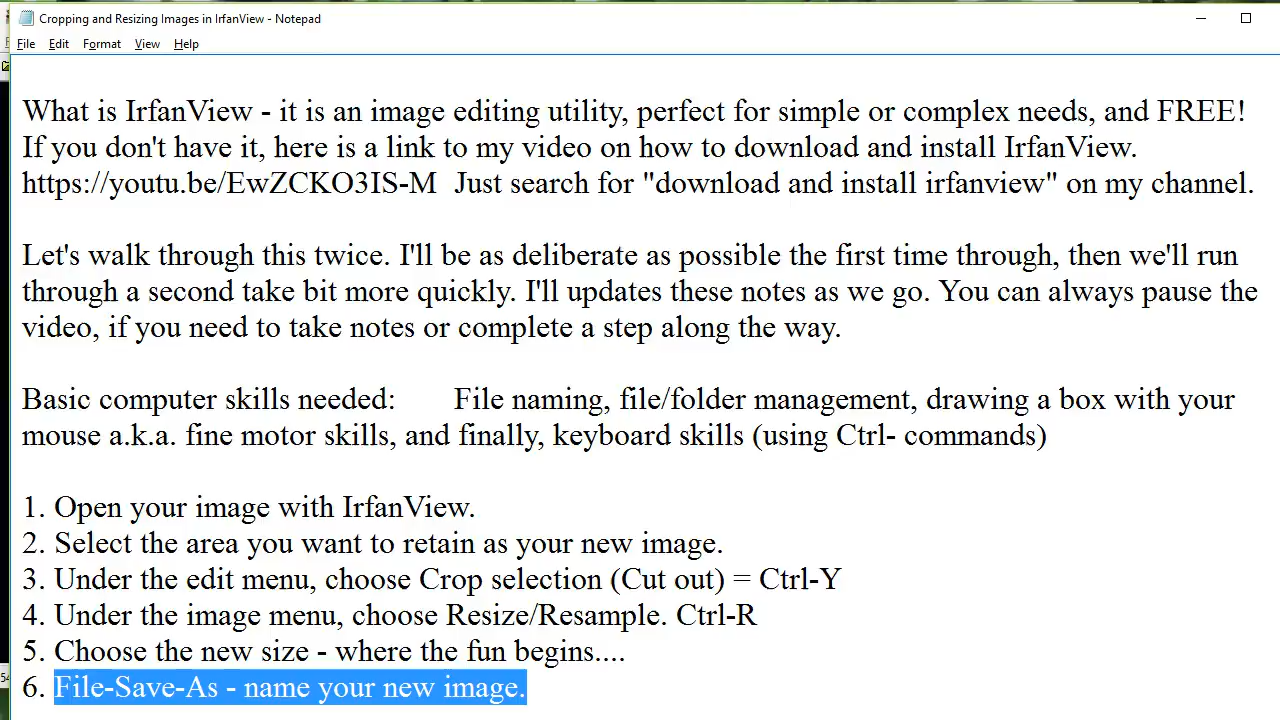 Cropping and Resizing Images in IrfanView - Notepad
File Edit Format View Help
What is IrfanView - it is an image editing utility, perfect for simple or complex needs, and FREE!
If you don't have it, here is a link to my video on how to download and install IrfanView.
https://youtu.be/EwZCKO3IS-M Just search for "download and install irfanview" on my channel.
Let's walk through this twice. I'll be as deliberate as possible the first time through, then we'll run
through a second take bit more quickly. I'll updates these notes as we go. You can always pause the
video, if you need to take notes or complete a step along the way.
Basic computer skills needed: File naming, file/folder management, drawing a box with your
mouse a.k.a. fine motor skills, and finally, keyboard skills (using Ctrl- commands)
1. Open your image with IrfanView.
2. Select the area you want to retain as your new image.
3. Under the edit menu, choose Crop selection (Cut out) = Ctrl-Y
4. Under the image menu, choose Resize/Resample. Ctrl-R
5. Choose the new size - where the fun begins....
6. File-Save-As - name your new image.